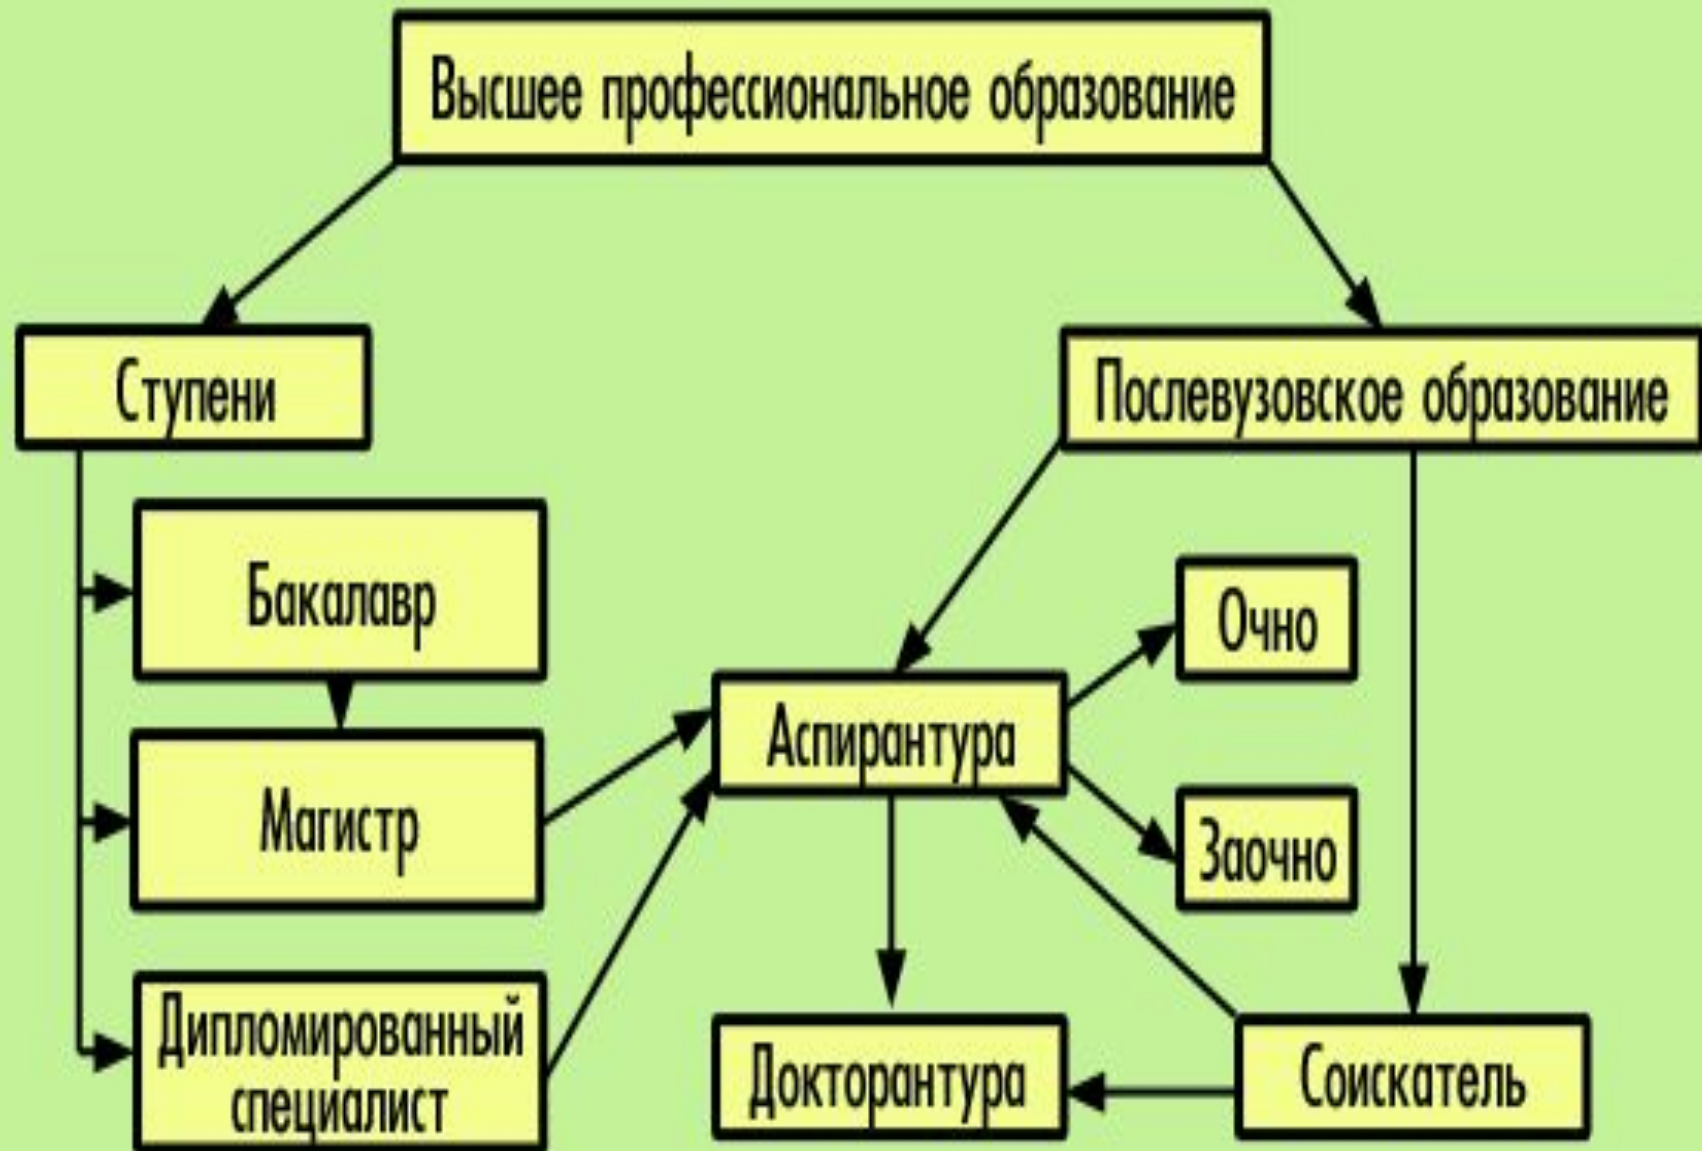 Высшее профессиональное образование
Ступени
Послевузовское образование
Бакалавр
Очно
Аспирантура
Магистр
Заочно
Дипломированный
специалист
Докторантура
Соискатель